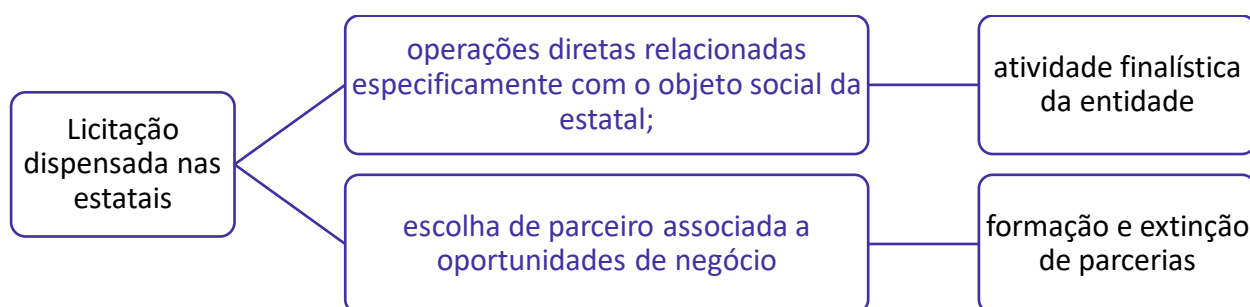 Licitação
dispensada nas
estatais
operações diretas relacionadas
especificamente com o objeto social da
estatal;
atividade finalística
da entidade
escolha de parceiro associada a
oportunidades de negócio
formação e extinção
de parcerias